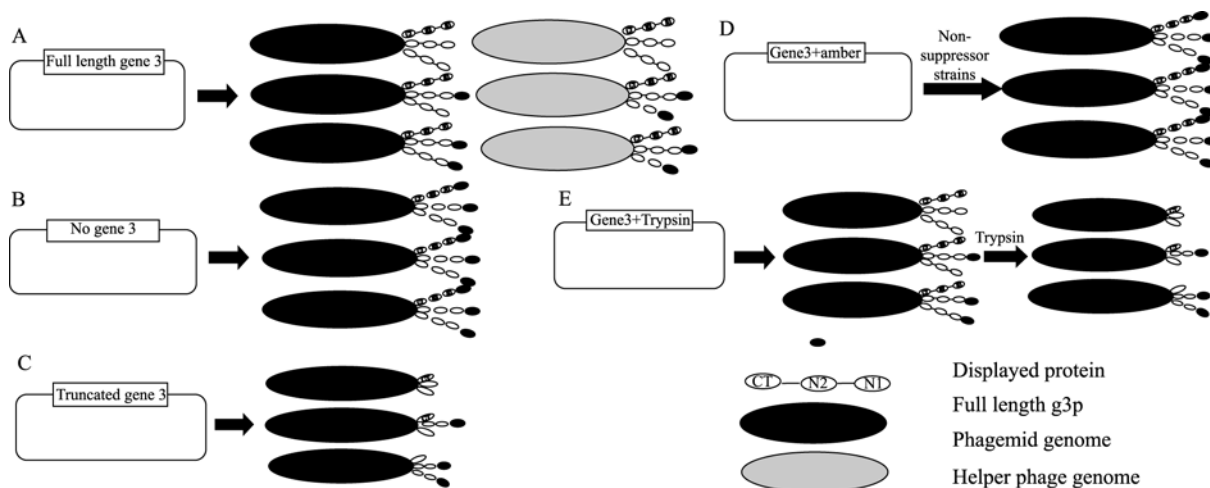 A
Full length gene 3
B
No gene 3
C
Truncated gene 3
D
Gene3+amber
Non-
suppressor
strains
E
Gene3+Trypsin
Trypsin
CT
N2
N1
Displayed protein
Full length g3p
Phagemid genome
Helper phage genome